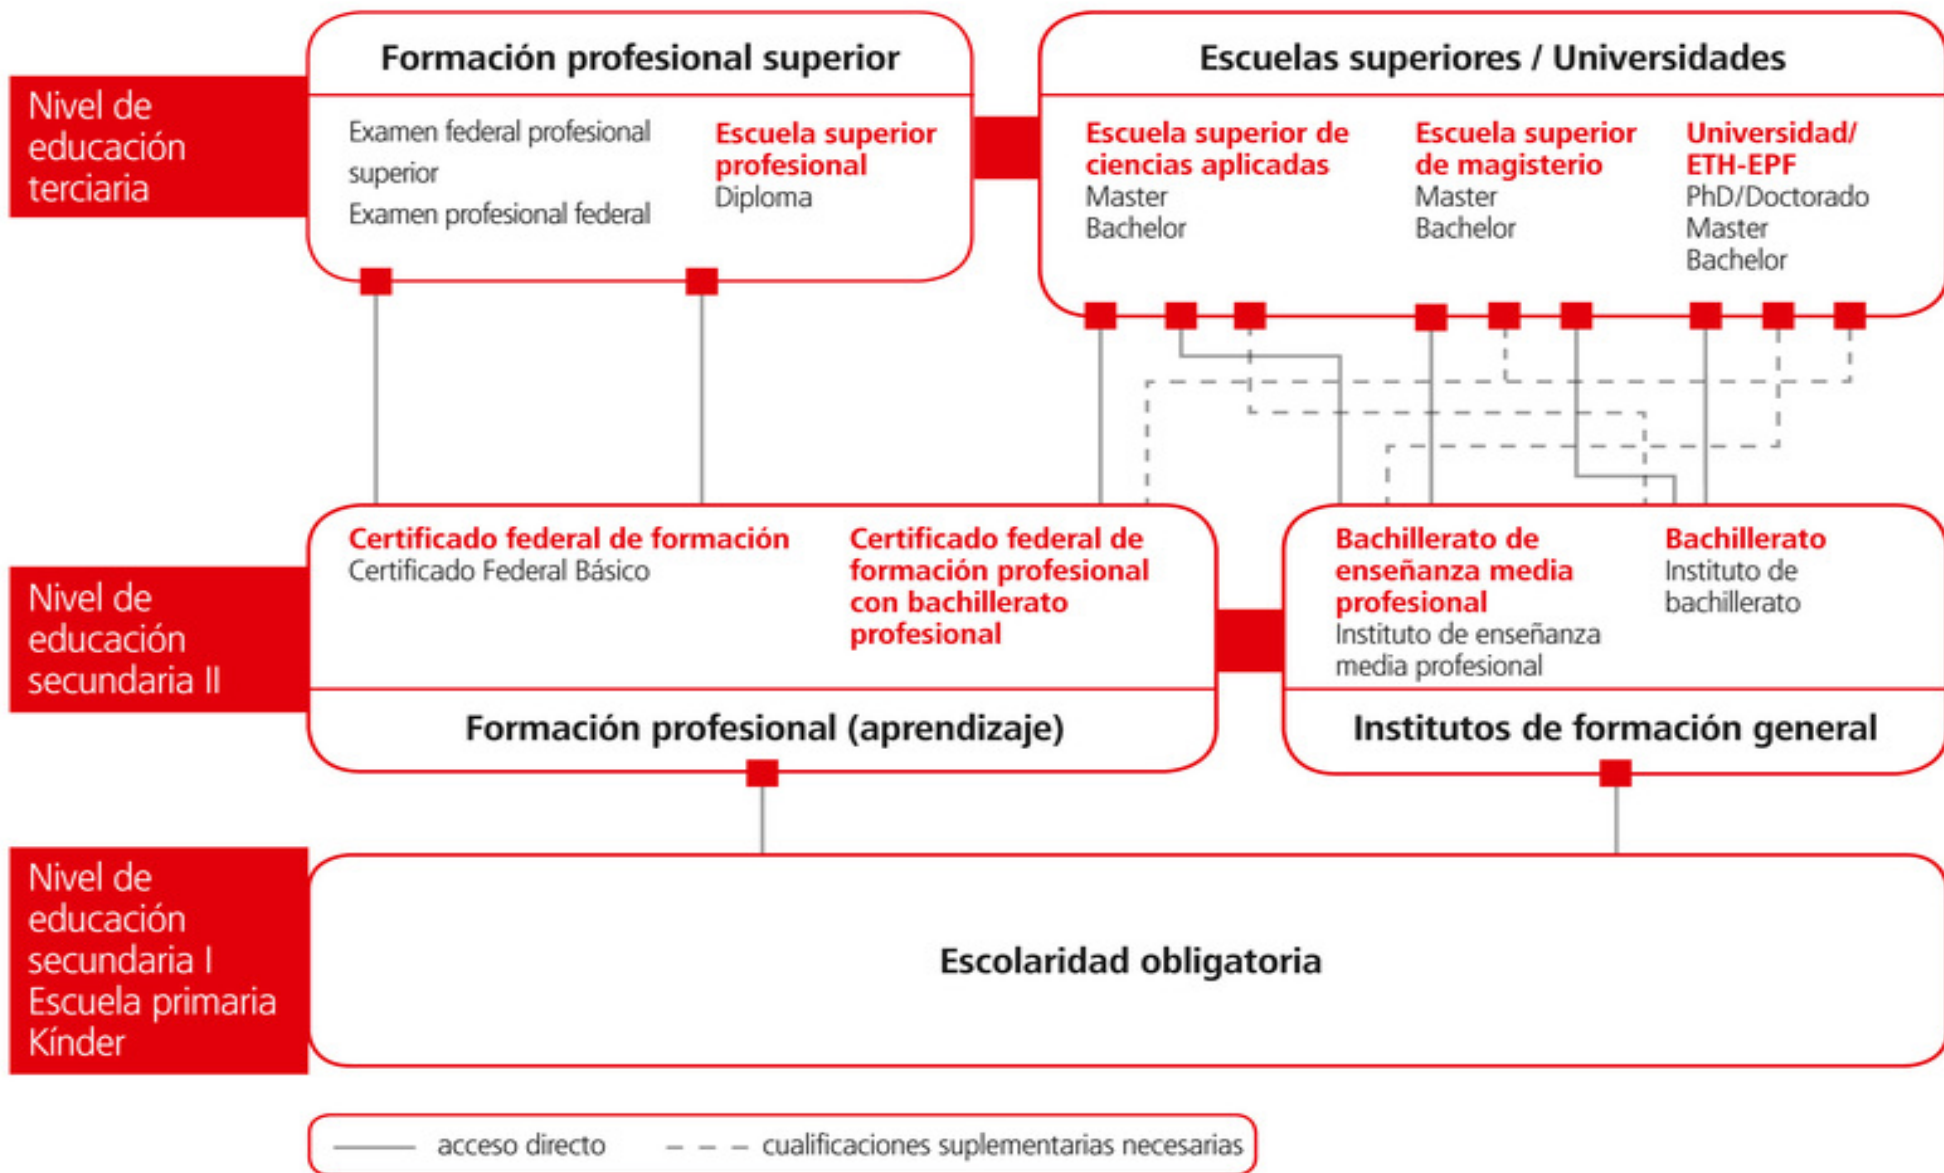 Formación profesional superior
Escuelas superiores / Universidades
Nivel de
educación
terciaria
Examen federal profesional
superior
Examen profesional federal
Escuela superior
profesional
Diploma
Escuela superior de
ciencias aplicadas
Master
Bachelor
Escuela superior
de magisterio
Master
Bachelor
Universidad/
ETH-EPF
PhD/Doctorado
Master
Bachelor
Nivel de
educación
secundaria II
Certificado federal de formación
Certificado Federal Básico
Certificado federal de
formación profesional
con bachillerato
profesional
Bachillerato de
enseñanza media
profesional
Instituto de enseñanza
media profesional
Bachillerato
Instituto de
bachillerato
Formación profesional (aprendizaje)
Institutos de formación general
Nivel de
educación
secundaria I
Escuela primaria
Kínder
Escolaridad obligatoria
acceso directo
cualificaciones suplementarias necesarias